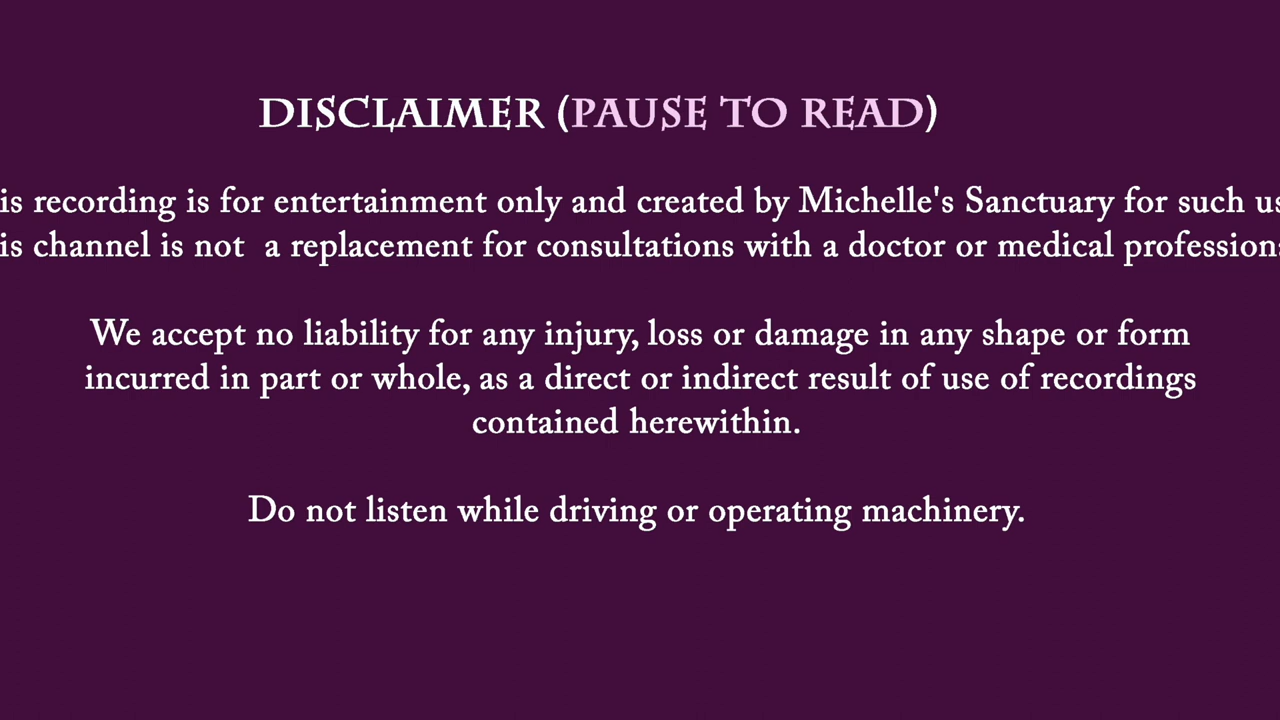 DISCLAIMER (PAUSE TO READ)
is recording is for entertainment only and created by Michelle's Sanctuary for such us
is channel is not a replacement for consultations with a doctor or medical profession
We accept no liability for any injury, loss or damage in any shape or form
incurred in part or whole, as a direct or indirect result of use of recordings
contained herewithin.
Do not listen while driving or operating machinery.